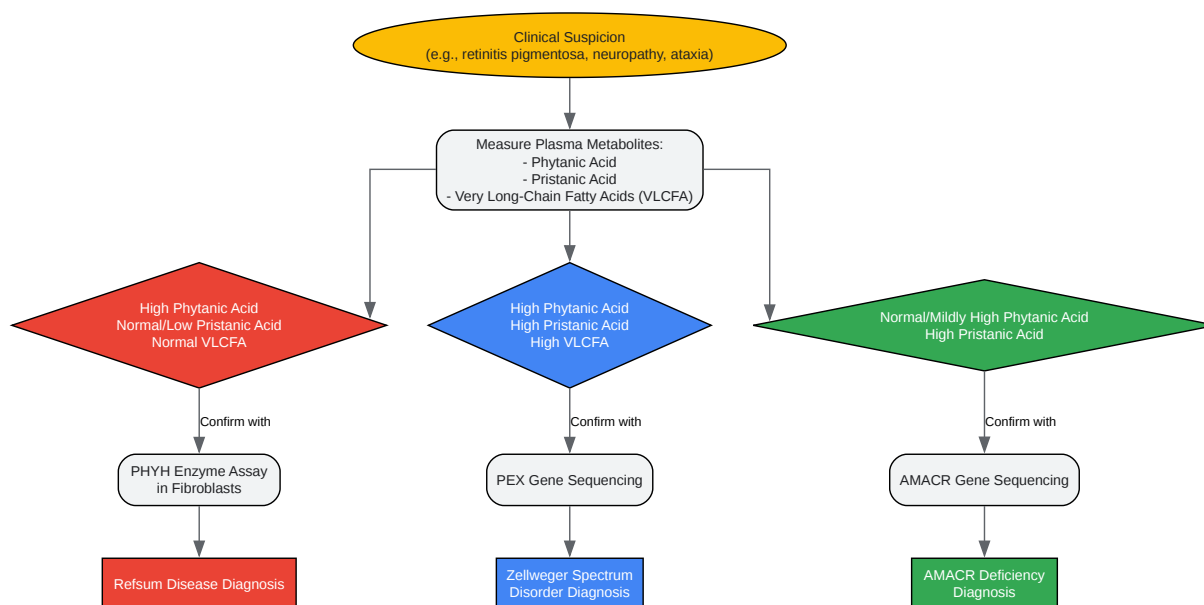 Clinical Suspicion
(e.g., retinitis pigmentosa, neuropathy, ataxia)
Measure Plasma Metabolites:
- Phytanic Acid
- Pristanic Acid
- Very Long-Chain Fatty Acids (VLCFA)
High Phytanic Acid
Normal/Low Pristanic Acid
Normal VLCFA
High Phytanic Acid
High Pristanic Acid
High VLCFA
Normal/Mildly High Phytanic Acid
High Pristanic Acid
Confirm with
Confirm with
Confirm with
PHYH Enzyme Assay
in Fibroblasts
PEX Gene Sequencing
AMACR Gene Sequencing
Refsum Disease Diagnosis
Zellweger Spectrum
Disorder Diagnosis
AMACR Deficiency
Diagnosis